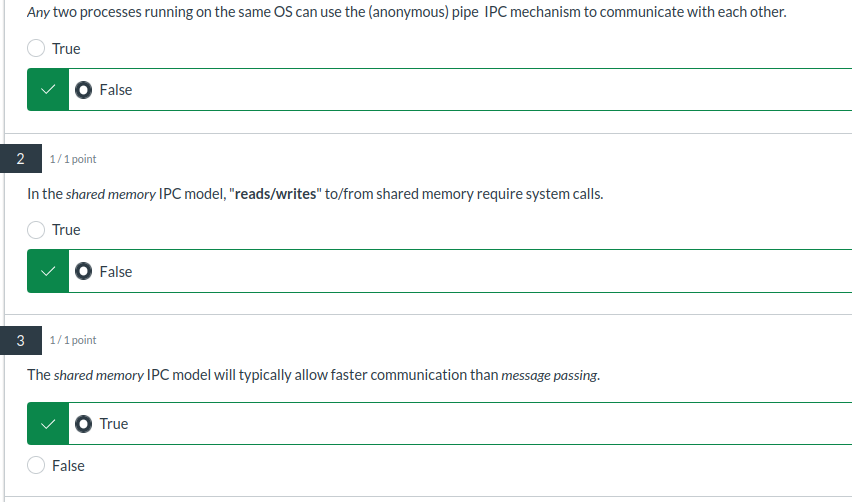 Any two processes running on the same OS can use the (anonymous) pipe IPC mechanism to communicate with each other.
True
False
2 1 / 1 point
In the shared memory IPC model, "reads/writes" to/from shared memory require system calls.
True
False
3 1 / 1 point
The shared memory IPC model will typically allow faster communication than message passing.
True
False